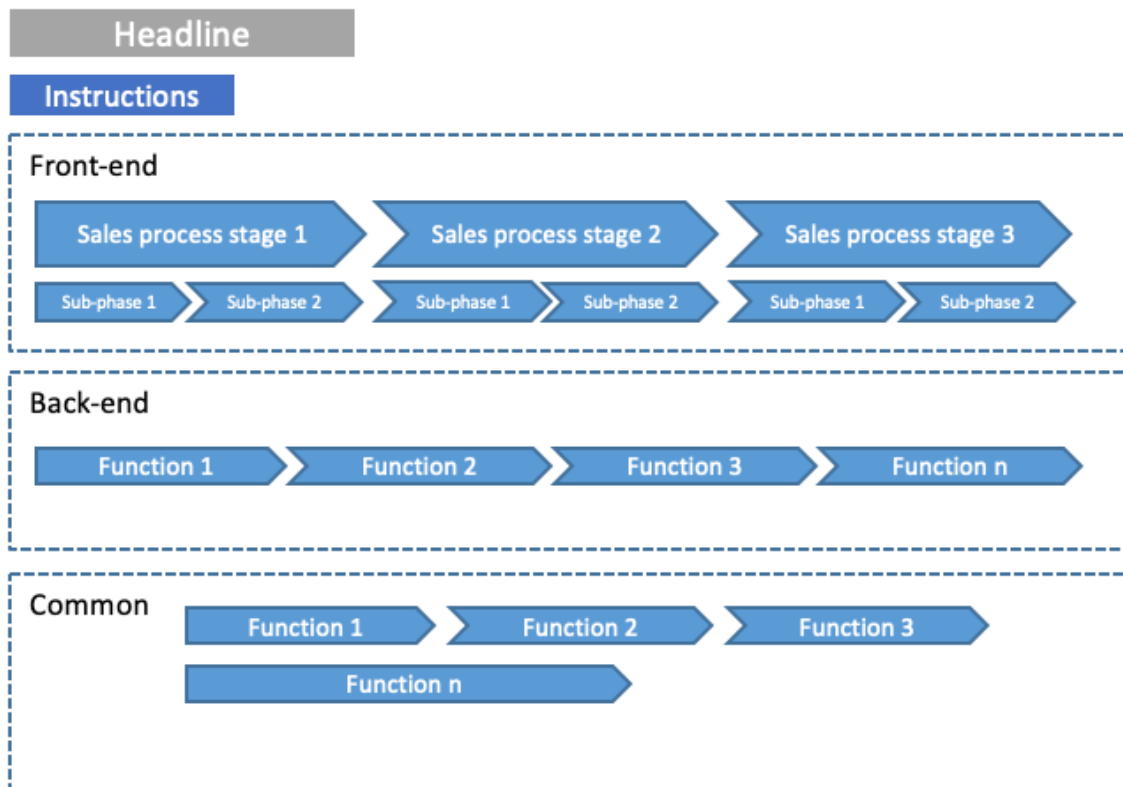 Headline
Instructions
Front-end
Sales process stage 1 Sales process stage 2 Sales process stage 3
Sub-phase 1 Sub-phase 2 Sub-phase 1 Sub-phase 2 Sub-phase 1 Sub-phase 2
Back-end
Function 1 Function 2 Function 3 Function n
Common
Function 1 Function 2 Function 3
Function n